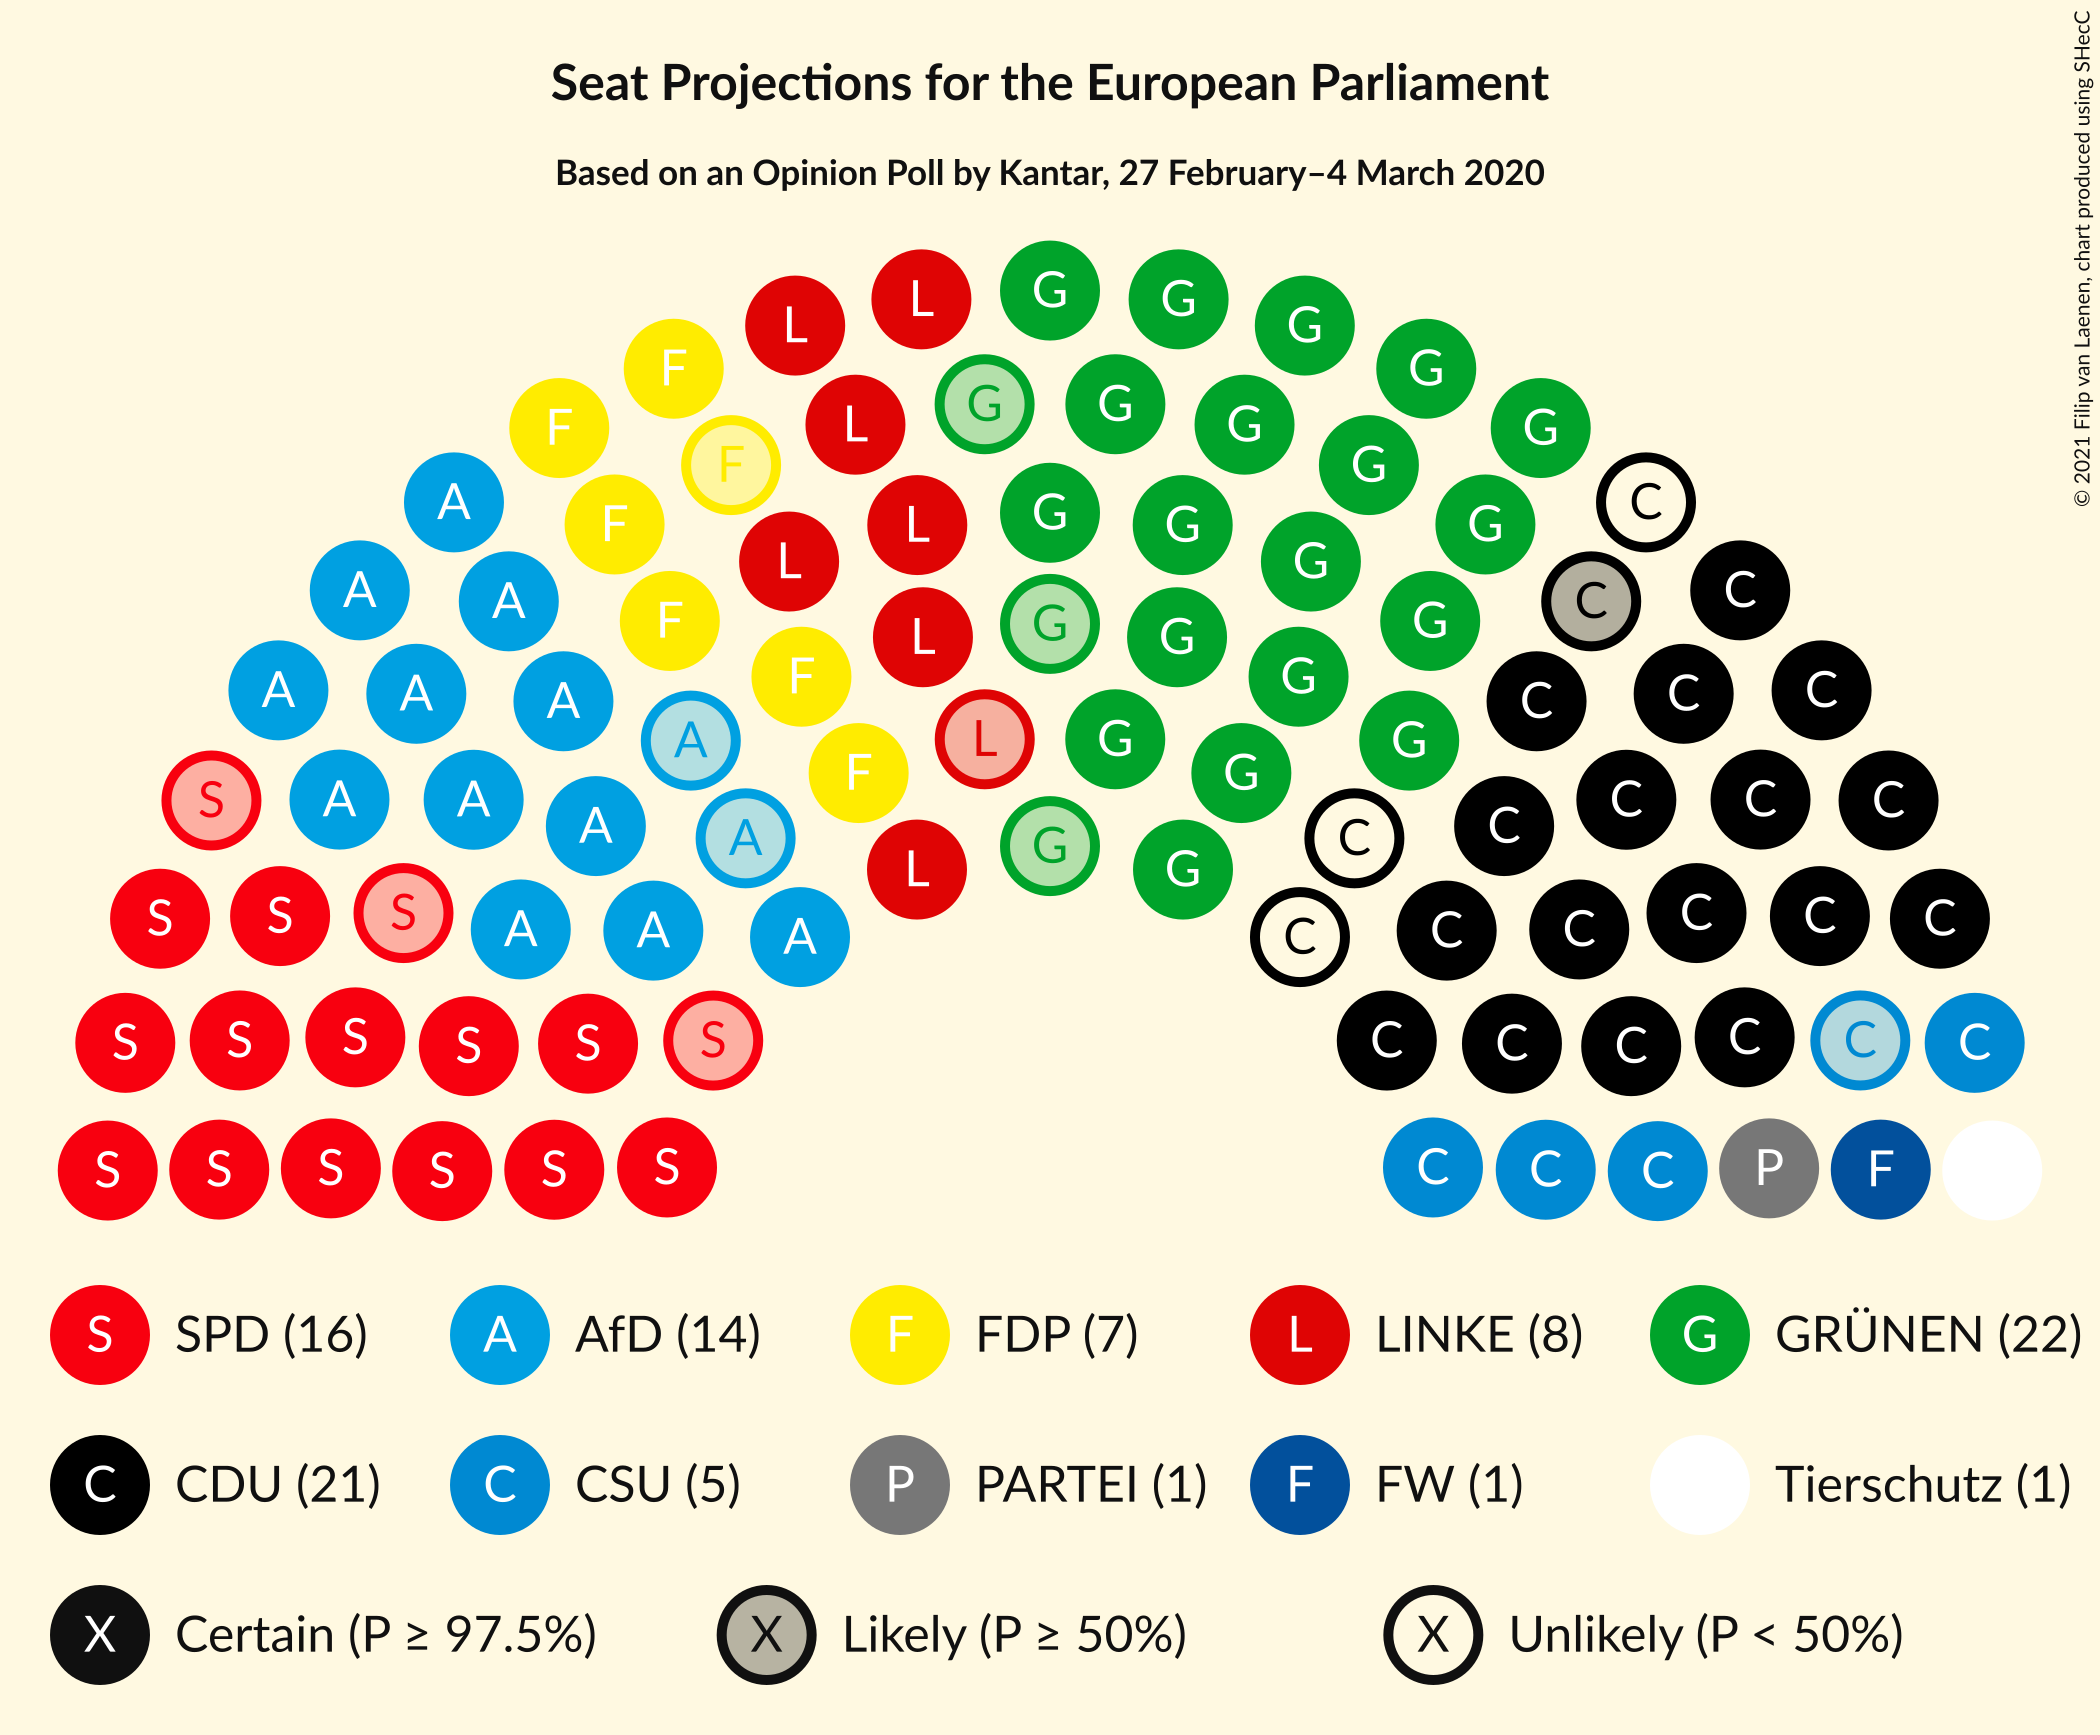 © 2021 Filip van Laenen, chart produced using SHecC
Seat Projections for the European Parliament
Based on an Opinion Poll by Kantar, 27 February–4 March 2020
L G G
L G
F G
G G
F L G G
F G
A G C
F L G G
L G
A A C C
F G G
L G
A A A F G C C C
A L G G
F G
S A A C C C
A A G C C
L G
S S S A A A C C C C C C
S S S S S S C C C C C C
S S S S S S C C C P F
S SPD (16) A AfD (14) F FDP (7) L LINKE (8) G GRÜNEN (22)
C CDU (21) C CSU (5) P PARTEI (1) F FW (1) Tierschutz (1)
X Certain (P ≥ 97.5%) X Likely (P ≥ 50%) X Unlikely (P < 50%)